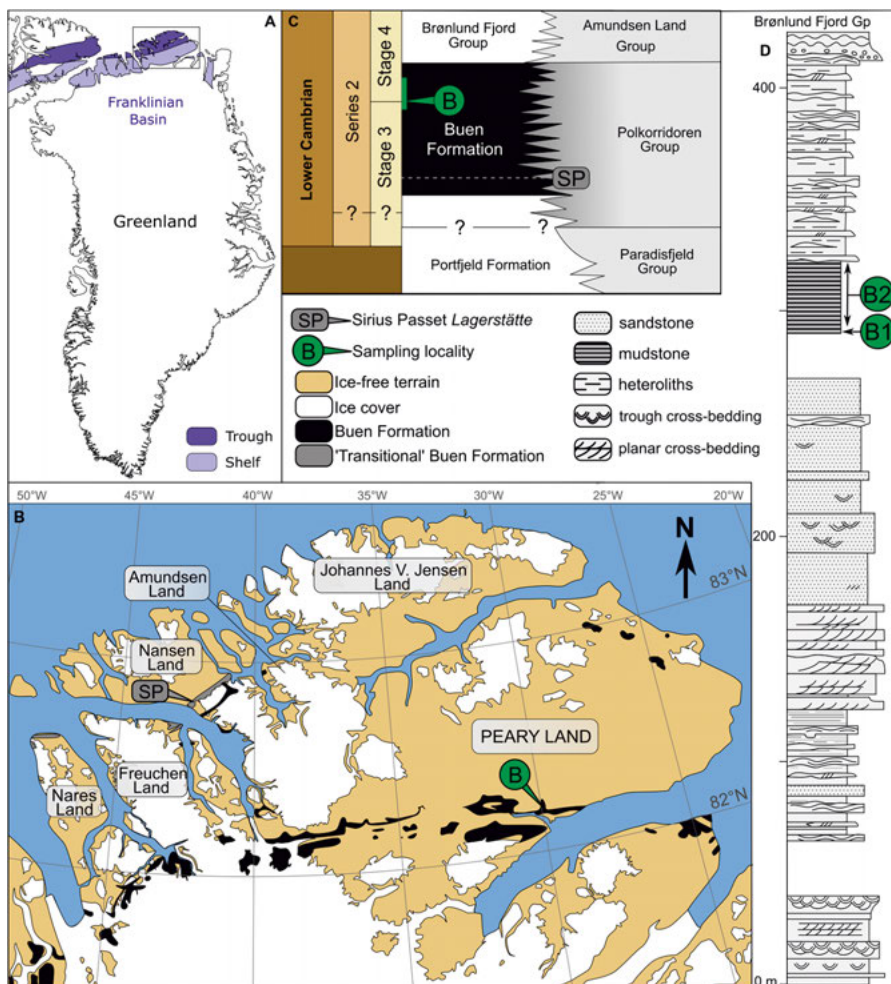 A
Franklinian
Basin
Greenland
Trough
Shelf
C
Lower Cambrian
Series 2
Stage 4
Stage 3
Brønlund Fjord
Group
Amundsen Land
Group
B
Buen
Formation
Polkorridoren
Group
SP
? ?
? ?
Portfjeld Formation
Paradisfjeld
Group
SP Sirius Passet Lagerstätte
B Sampling locality
Ice-free terrain
Ice cover
Buen Formation
'Transitional' Buen Formation
sandstone
mudstone
heteroliths
trough cross-bedding
planar cross-bedding
Brønlund Fjord Gp
D
400
B2
B1
200
0 m
50°W 45°W 40°W 35°W 30°W 25°W 20°W
B
N
83°N
82°N
Johannes V. Jensen
Land
Amundsen
Land
Nansen
Land
SP
PEARY LAND
B
Freuchen
Land
Nares
Land